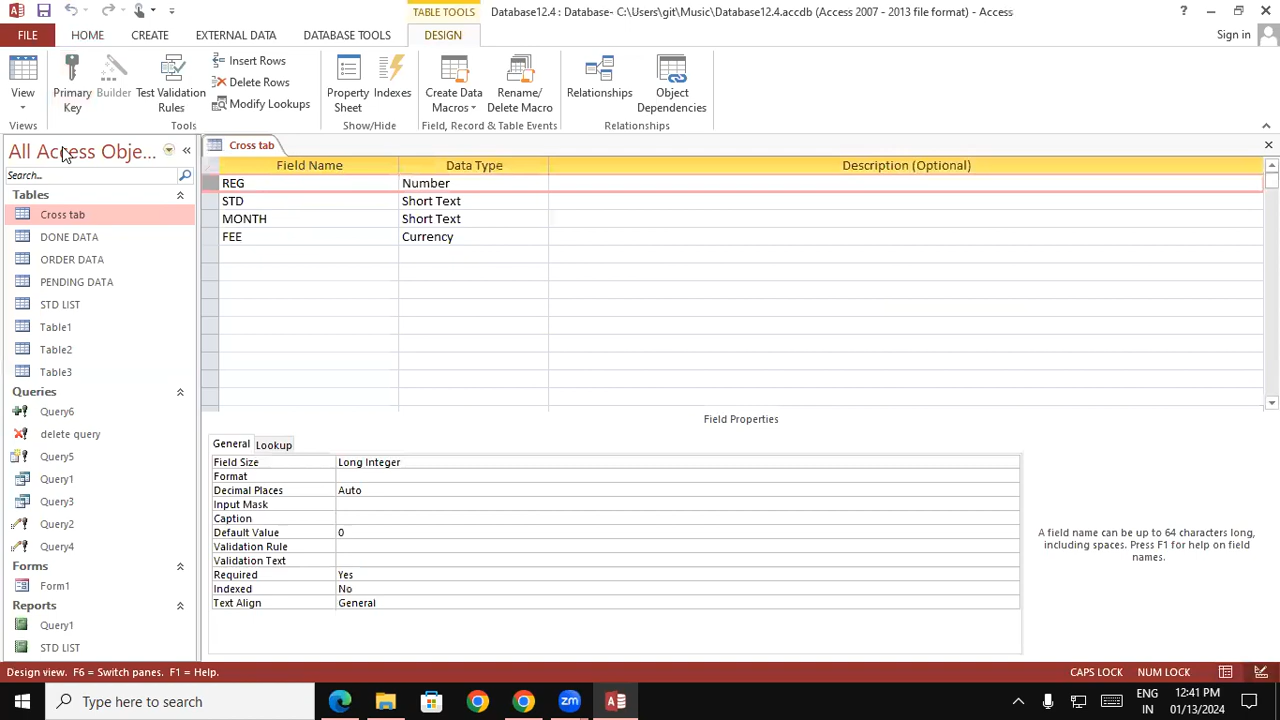 TABLE TOOLS
Database12.4 : Database- C:\Users\git\Music\Database12.4.accdb (Access 2007 - 2013 file format) - Access
FILE HOME CREATE EXTERNAL DATA DATABASE TOOLS DESIGN Sign in
View
Primary Key
Builder
Test Validation Rules
Insert Rows
Delete Rows
Modify Lookups
Property Sheet
Indexes
Create Data Macros
Rename/ Delete Macro
Relationships
Object Dependencies
Views Tools Show/Hide Field, Record & Table Events Relationships
All Access Obje...
Search...
Tables
Cross tab
DONE DATA
ORDER DATA
PENDING DATA
STD LIST
Table1
Table2
Table3
Queries
Query6
delete query
Query5
Query1
Query3
Query2
Query4
Forms
Form1
Reports
Query1
STD LIST
Cross tab
Field Name Data Type Description (Optional)
REG Number
STD Short Text
MONTH Short Text
FEE Currency
Field Properties
General Lookup
Field Size Long Integer
Format
Decimal Places Auto
Input Mask
Caption
Default Value 0
Validation Rule
Validation Text
Required Yes
Indexed No
Text Align General
A field name can be up to 64 characters long,
including spaces. Press F1 for help on field
names.
Design view. F6 = Switch panes. F1 = Help. CAPS LOCK NUM LOCK
Type here to search
zm
ENG
IN
12:41 PM
01/13/2024